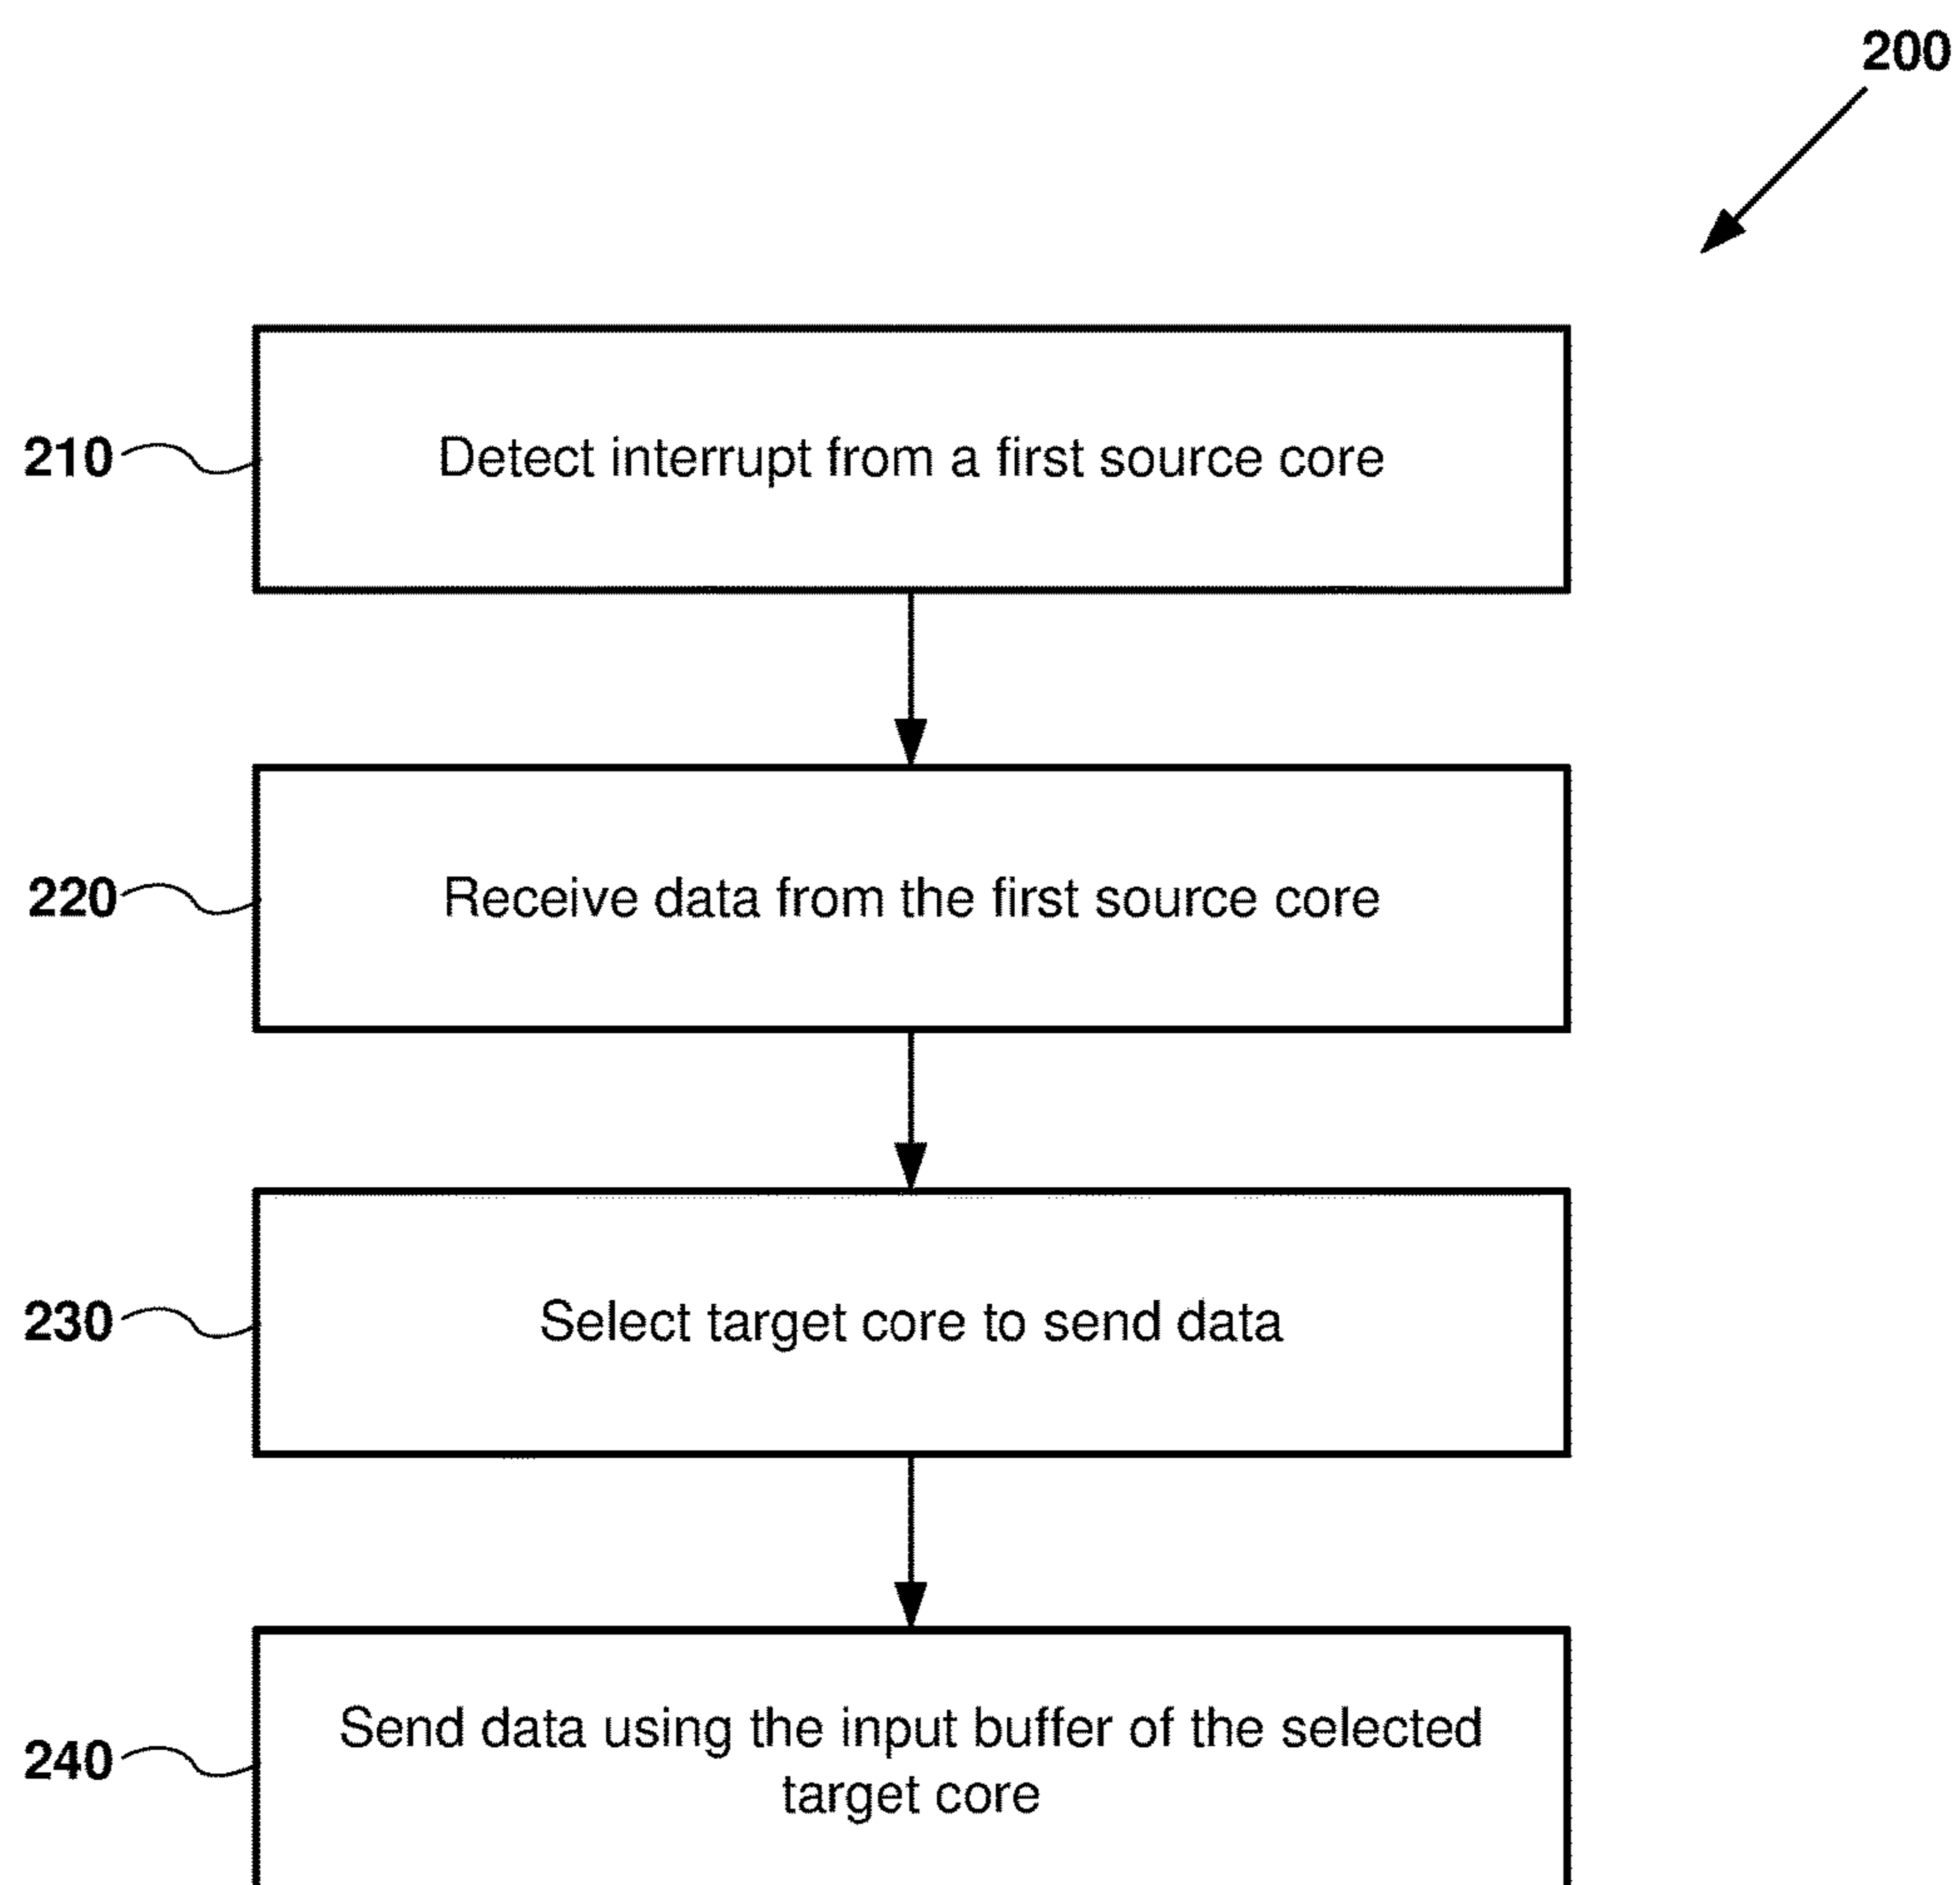 200
210
Detect interrupt from a first source core
220
Receive data from the first source core
230
Select target core to send data
240
Send data using the input buffer of the selected
target core